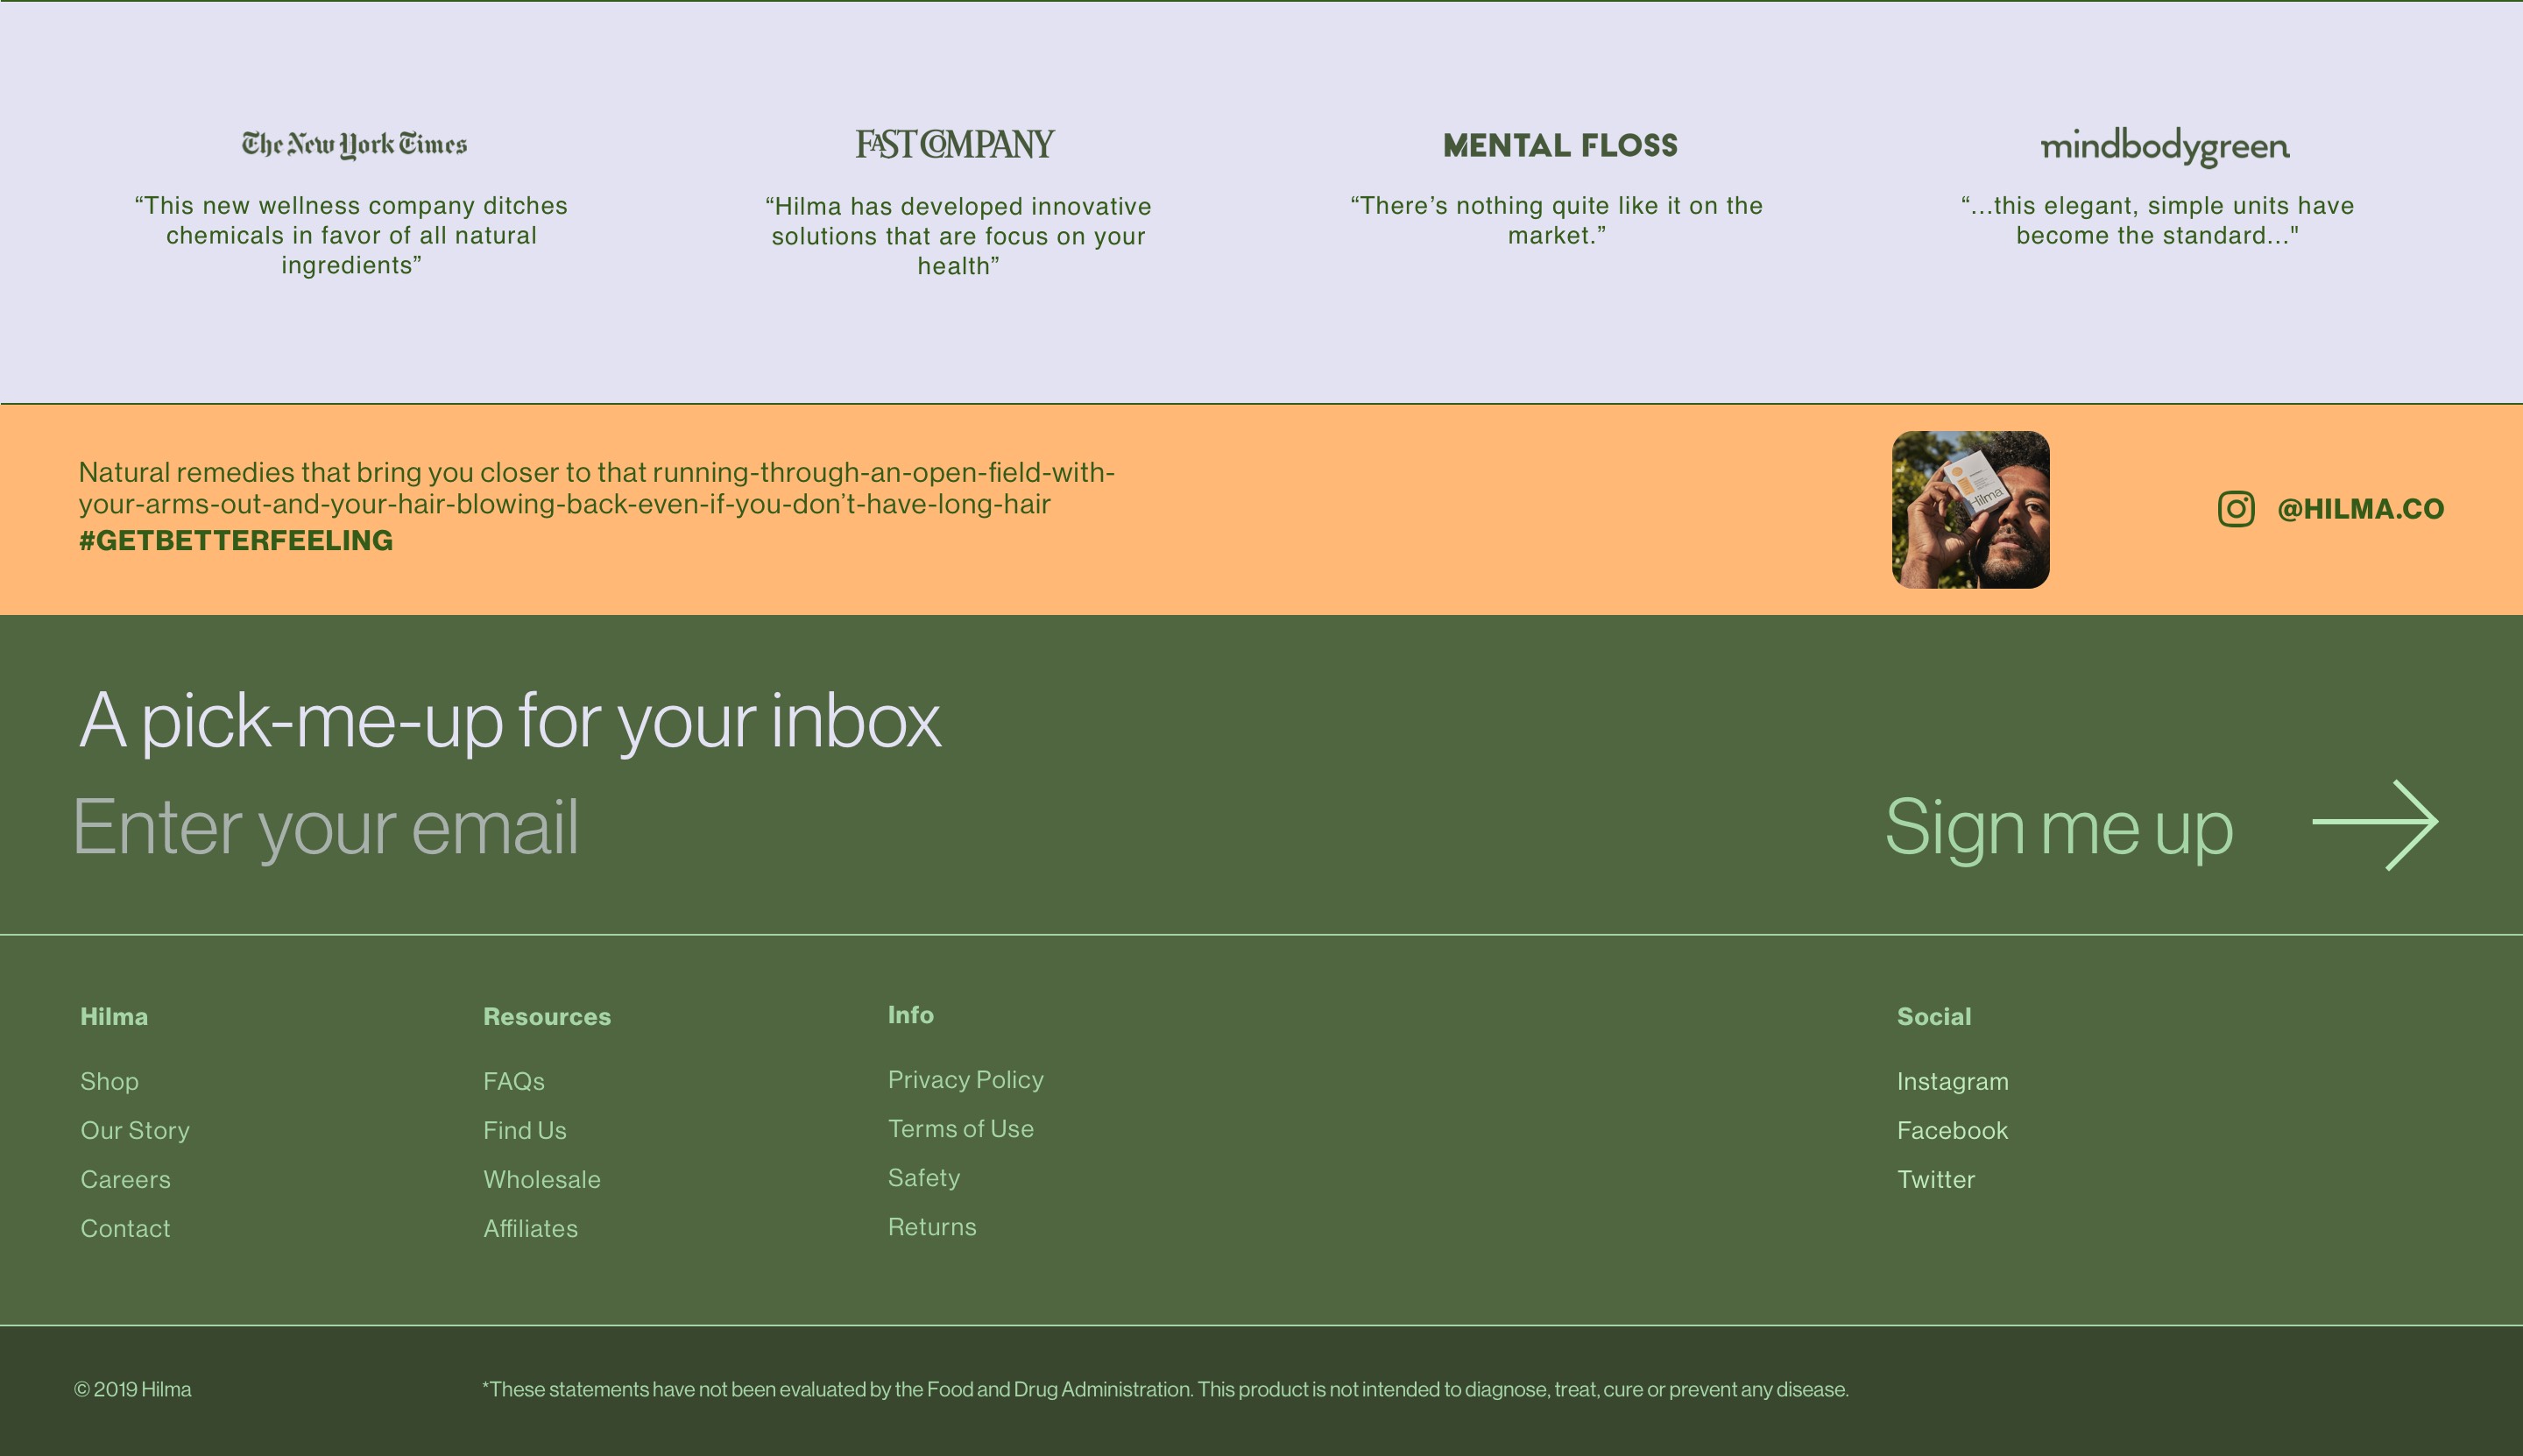 The New York Times
“This new wellness company ditches
chemicals in favor of all natural
ingredients”
FAST COMPANY
“Hilma has developed innovative
solutions that are focus on your
health”
MENTAL FLOSS
“There’s nothing quite like it on the
market.”
mindbodygreen
“...this elegant, simple units have
become the standard..."
Natural remedies that bring you closer to that running-through-an-open-field-with-
your-arms-out-and-your-hair-blowing-back-even-if-you-don’t-have-long-hair
#GETBETTERFEELING
Hilma
@HILMA.CO
A pick-me-up for your inbox
Enter your email
Sign me up
Hilma
Shop
Our Story
Careers
Contact
Resources
FAQs
Find Us
Wholesale
Affiliates
Info
Privacy Policy
Terms of Use
Safety
Returns
Social
Instagram
Facebook
Twitter
© 2019 Hilma
*These statements have not been evaluated by the Food and Drug Administration. This product is not intended to diagnose, treat, cure or prevent any disease.